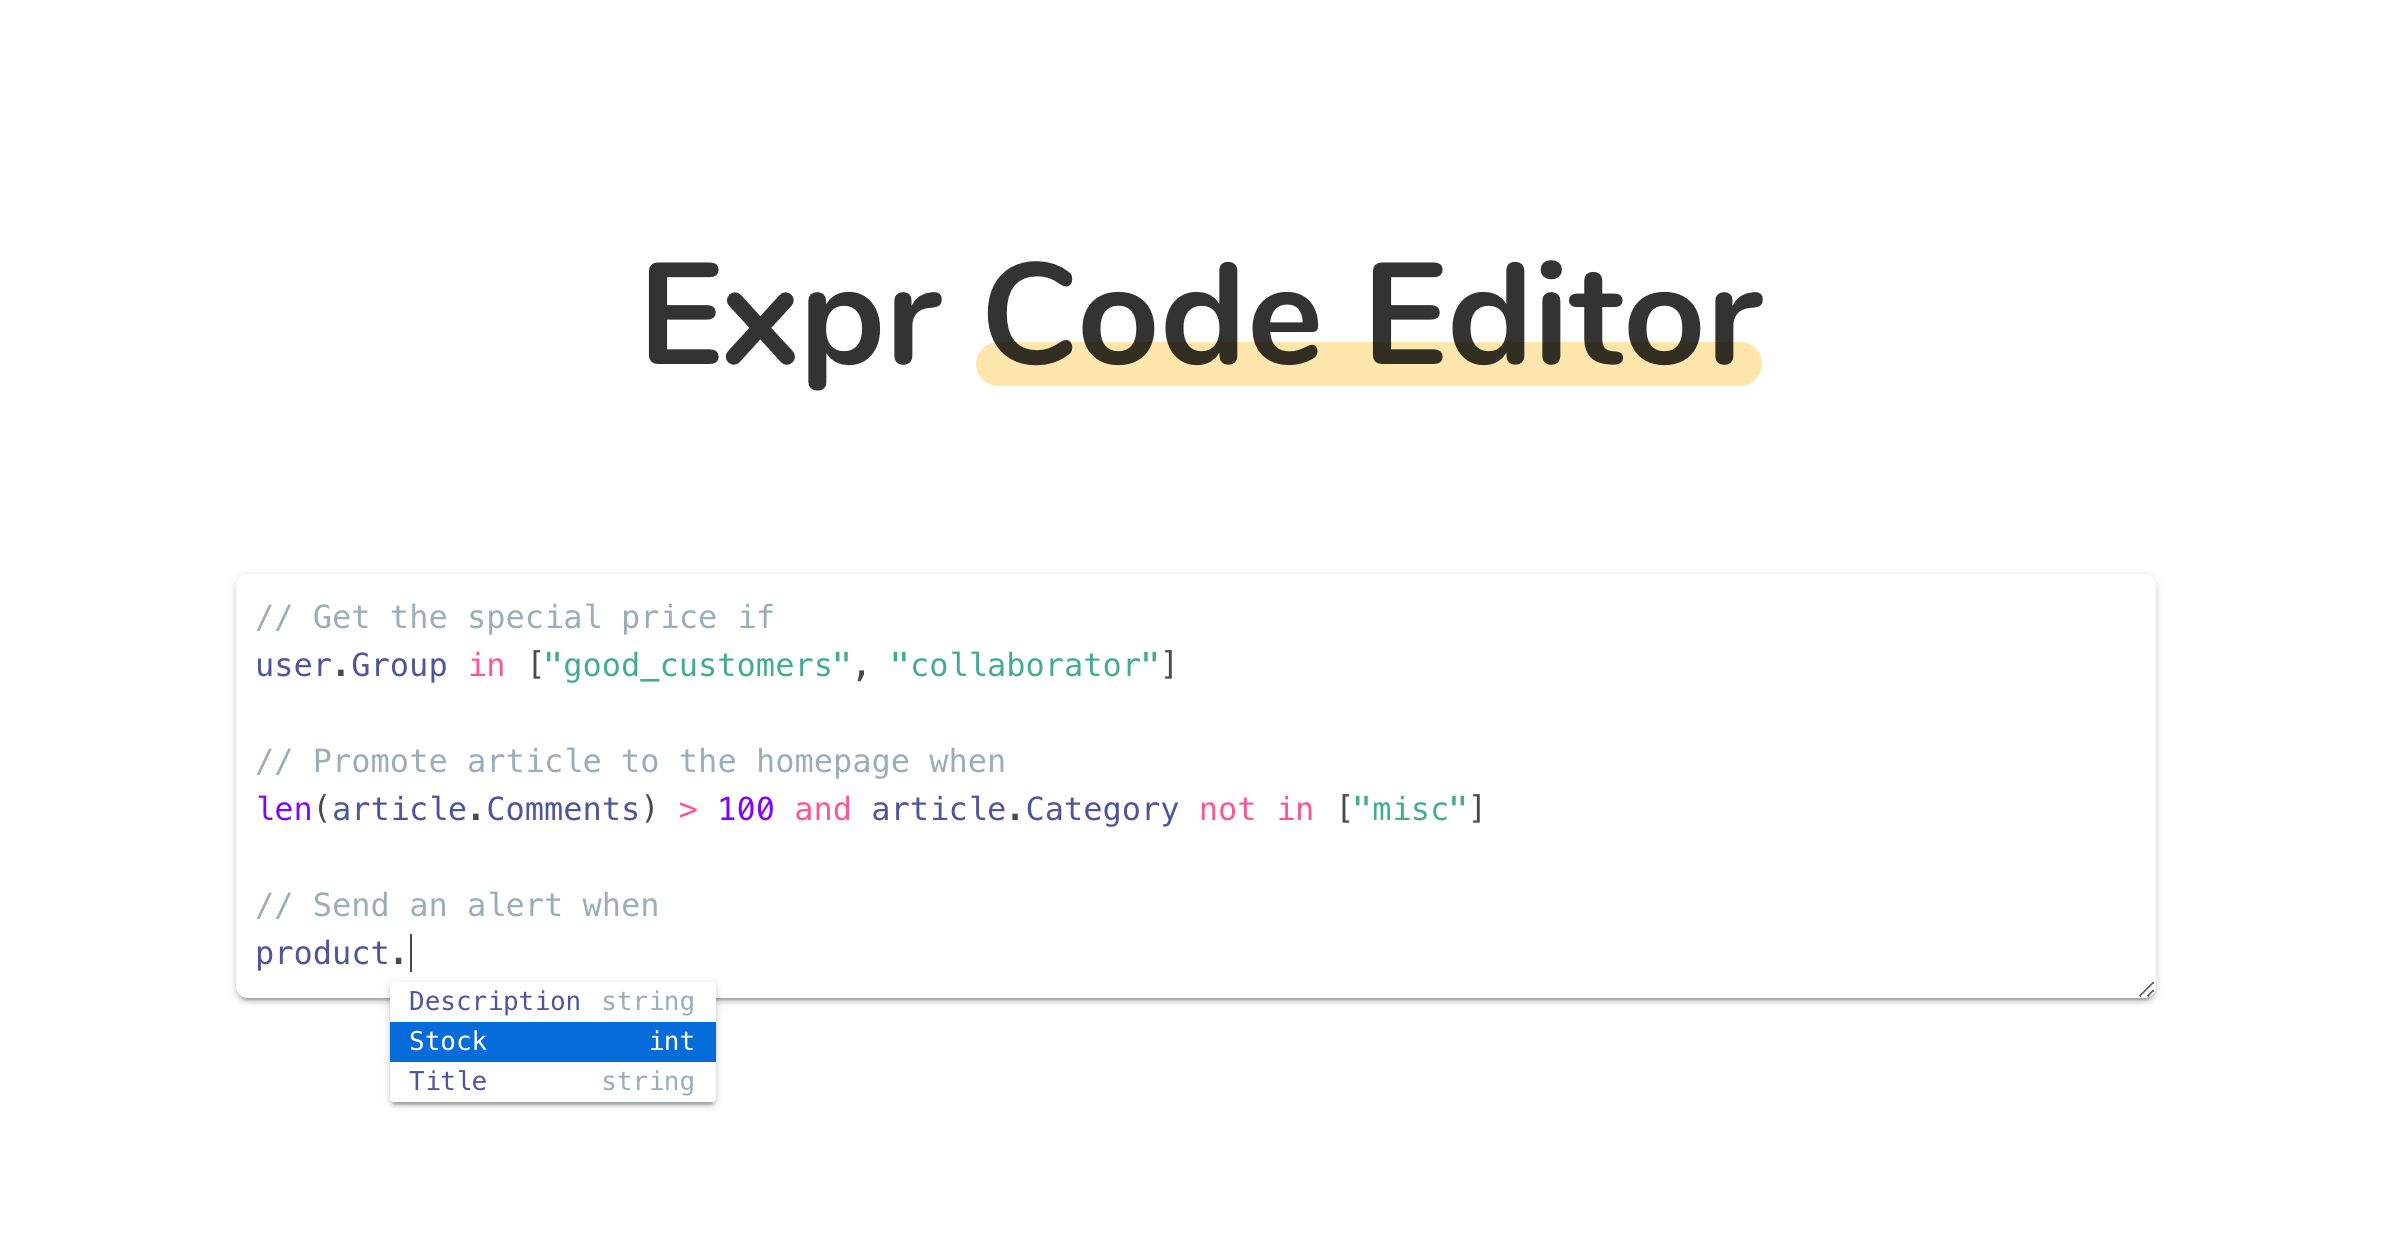 Expr Code Editor
// Get the special price if
user.Group in ["good_customers", "collaborator"]
// Promote article to the homepage when
len(article.Comments) > 100 and article.Category not in ["misc"]
// Send an alert when
product.
Description string
Stock int
Title string